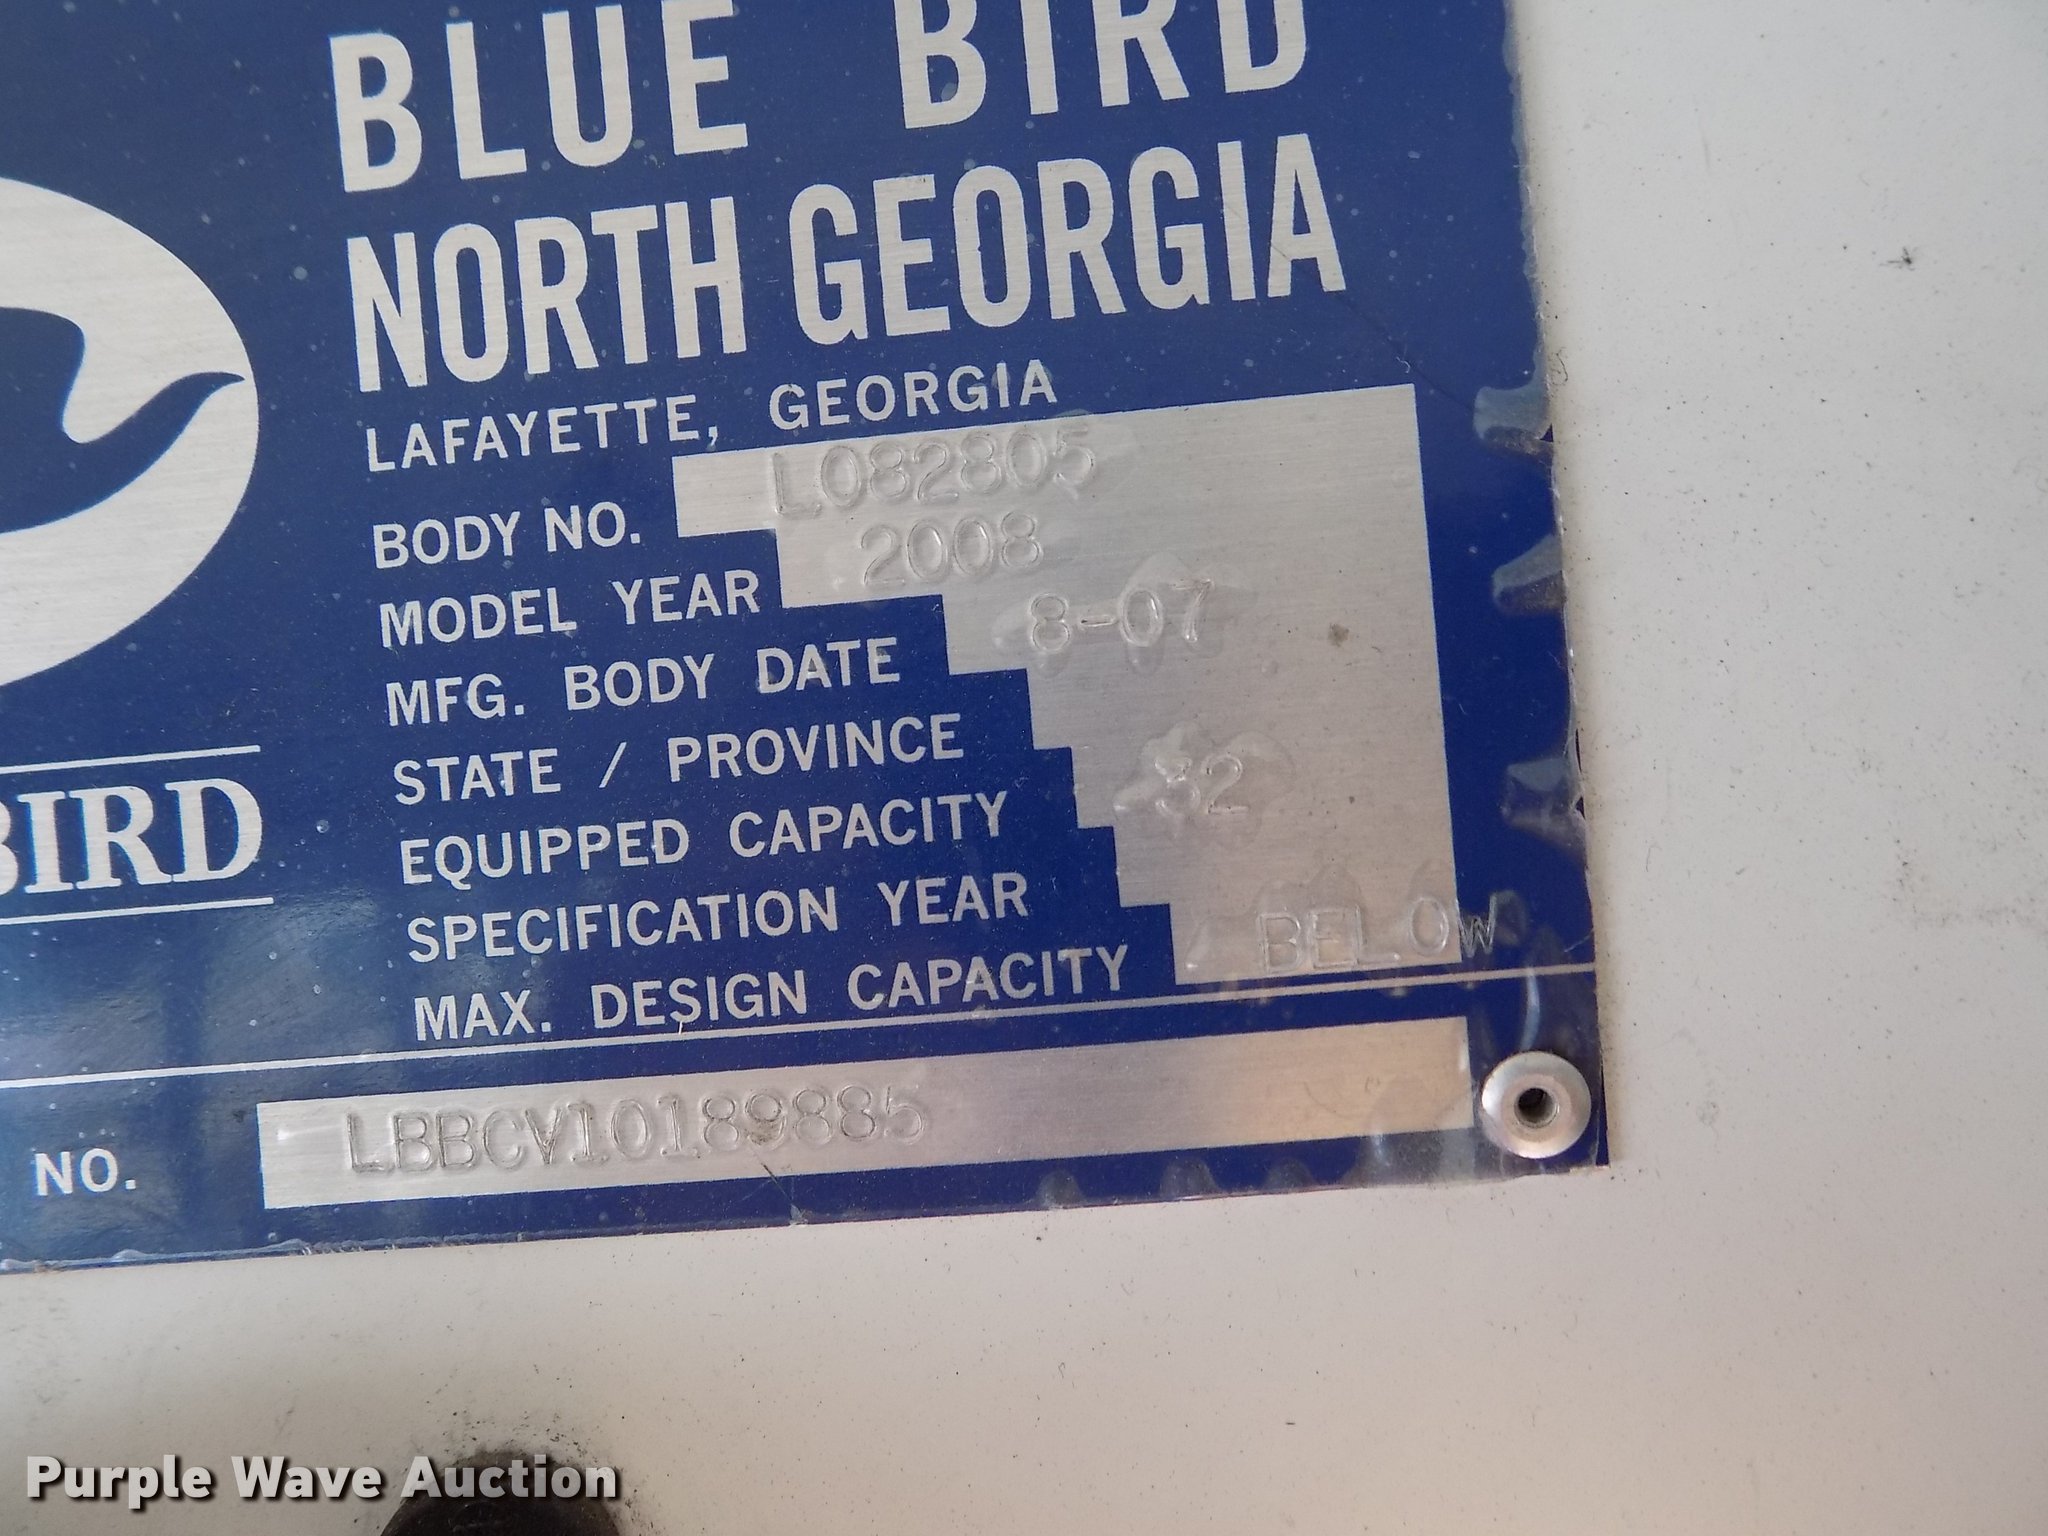 BLUE BIRD
NORTH GEORGIA
LAFAYETTE, GEORGIA
BODY NO. L082805
MODEL YEAR 2008
MFG. BODY DATE 8-07
STATE / PROVINCE
EQUIPPED CAPACITY 32
SPECIFICATION YEAR
MAX. DESIGN CAPACITY BELOW
BIRD
NO. LBBCV10189885
Purple Wave Auction